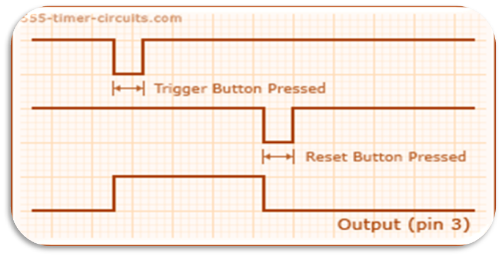 555-timer-circuits.com
Trigger Button Pressed
Reset Button Pressed
Output (pin 3)